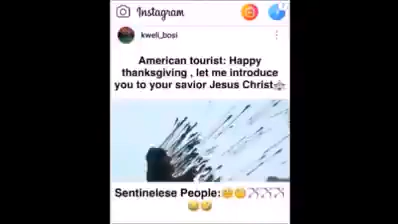 Instagram
kweli_bosi
American tourist: Happy
thanksgiving , let me introduce
you to your savior Jesus Christ
Sentinelese People: